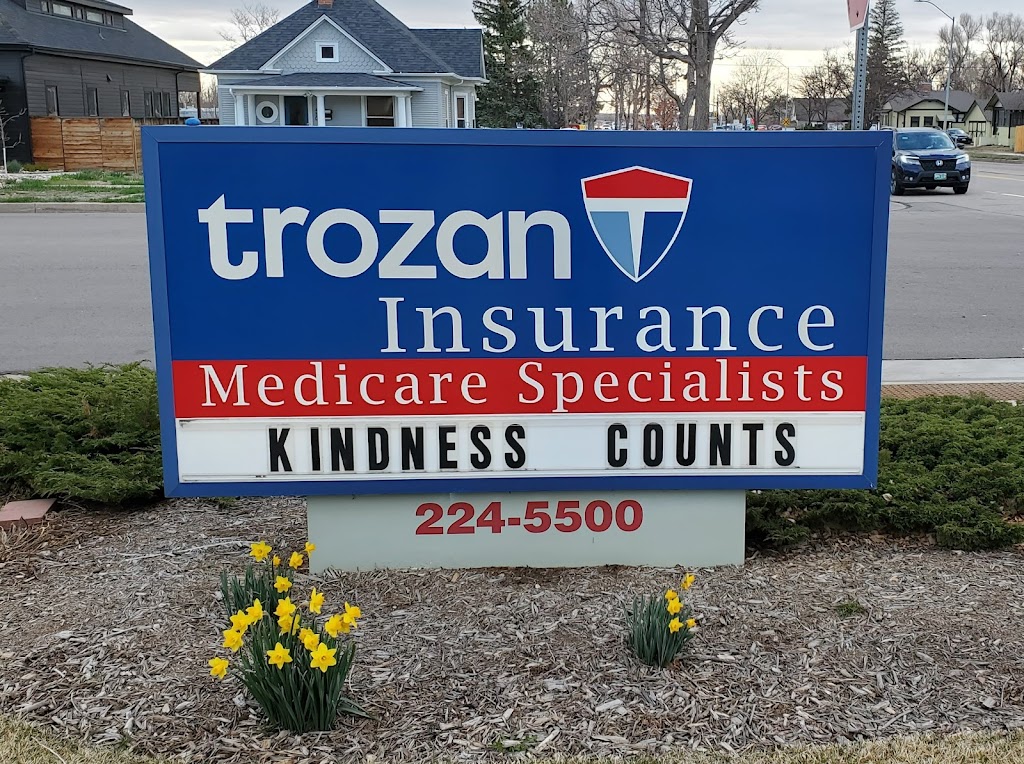 trozan
Insurance
Medicare Specialists
KINDNESS COUNTS
224-5500